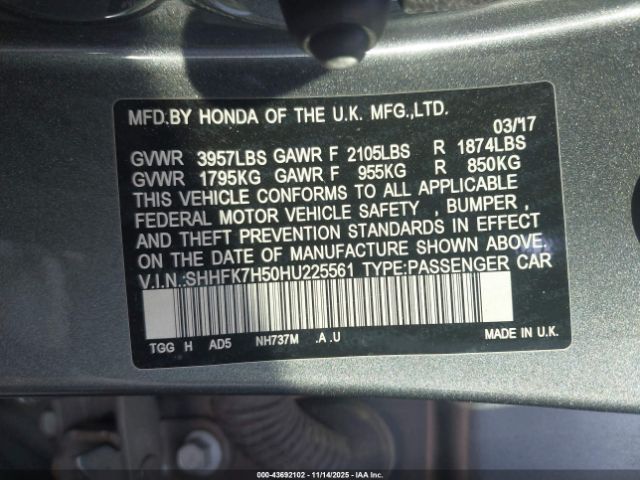 MFD.BY HONDA OF THE U.K. MFG.,LTD.
03/'17
GVWR 3957LBS GAWR F 2105LBS R 1874LBS
GVWR 1795KG GAWR F 955KG R 850KG
THIS VEHICLE CONFORMS TO ALL APPLICABLE
FEDERAL MOTOR VEHICLE SAFETY , BUMPER ,
AND THEFT PREVENTION STANDARDS IN EFFECT
ON THE DATE OF MANUFACTURE SHOWN ABOVE.
V.I.N.:SHHFK7H50HU225561 TYPE:PASSENGER CAR
TGG H AD5 NH737M .A .U MADE IN U.K.
000-43692102 - 11/14/2025 - IAAI, Inc.